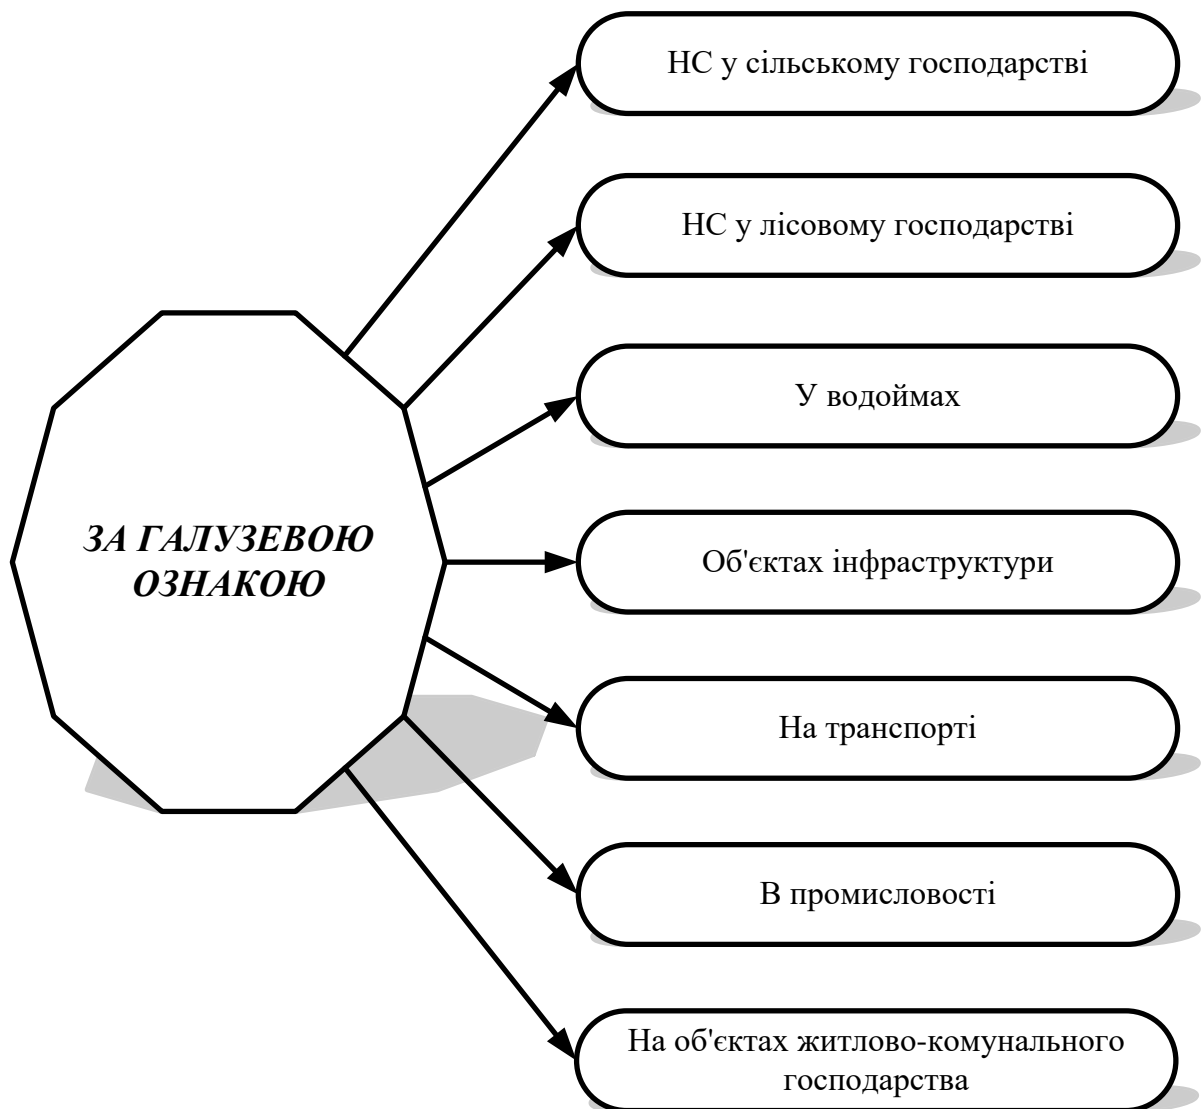 НС у сільському господарстві
НС у лісовому господарстві
У водоймах
ЗА ГАЛУЗЕВОЮ
ОЗНАКОЮ
Об'єктах інфраструктури
На транспорті
В промисловості
На об'єктах житлово-комунального
господарства